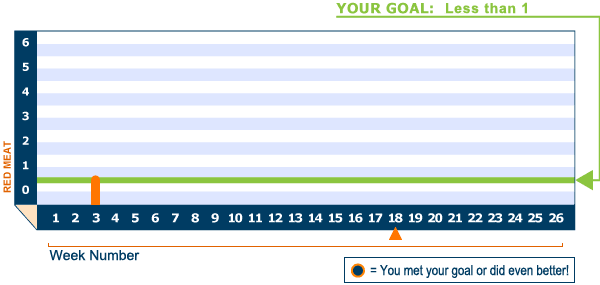 YOUR GOAL: Less than 1
6
5
4
3
2
1
0
RED MEAT
1 2 3 4 5 6 7 8 9 10 11 12 13 14 15 16 17 18 19 20 21 22 23 24 25 26
Week Number
= You met your goal or did even better!